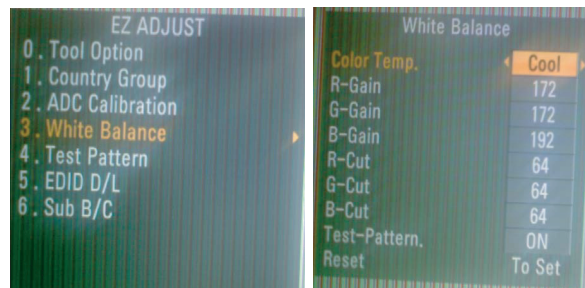 EZ ADJUST
0 . Tool Option
1 . Country Group
2 . ADC Calibration
3 . White Balance
4 . Test Pattern
5 . EDID D/L
6 . Sub B/C
White Balance
Color Temp. Cool
R-Gain 172
G-Gain 172
B-Gain 192
R-Cut 64
G-Cut 64
B-Cut 64
Test-Pattern. ON
Reset To Set